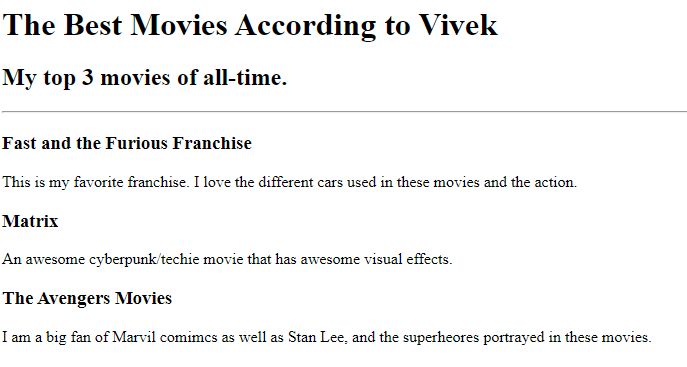 The Best Movies According to Vivek
My top 3 movies of all-time.
Fast and the Furious Franchise
This is my favorite franchise. I love the different cars used in these movies and the action.
Matrix
An awesome cyberpunk/techie movie that has awesome visual effects.
The Avengers Movies
I am a big fan of Marvil comimcs as well as Stan Lee, and the superheores portrayed in these movies.